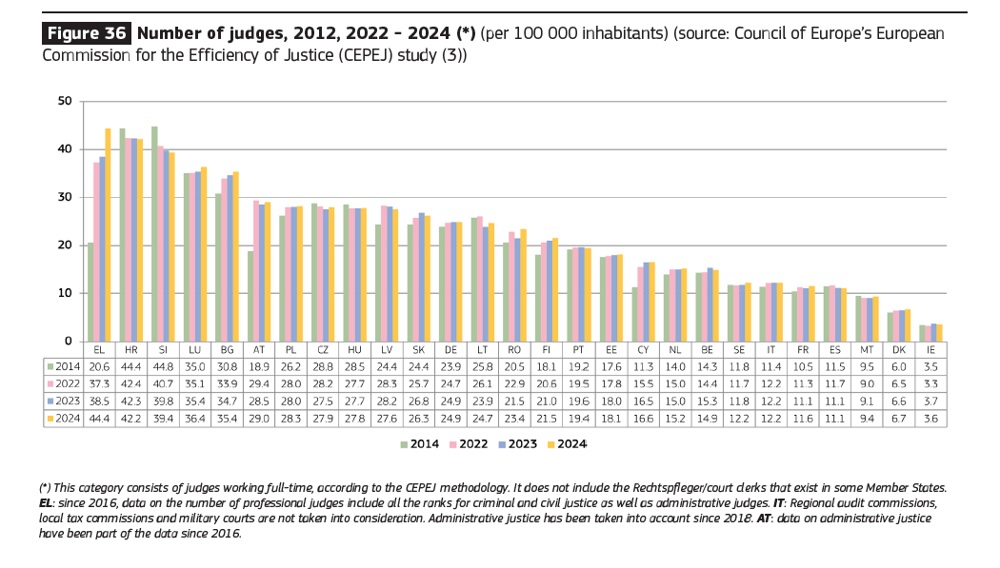 Figure 36 Number of judges, 2012, 2022 – 2024 (*) (per 100 000 inhabitants) (source: Council of Europe's European
Commission for the Efficiency of Justice (CEPEJ) study (3))
50
40
30
20
10
0
EL HR SI LU BG AT PL CZ HU LV SK DE LT RO FI PT EE CY NL BE SE IT FR ES MT DK IE
2014 20.6 44.4 44.8 35.0 30.8 18.9 26.2 28.8 28.5 24.4 24.4 23.9 25.8 20.5 18.1 19.2 17.6 11.3 14.0 14.3 11.8 11.4 10.5 11.5 9.5 6.0 3.5
2022 37.3 42.4 40.7 35.1 33.9 29.4 28.0 28.2 27.7 28.3 25.7 24.7 26.1 22.9 20.6 19.5 17.8 15.5 15.0 14.4 11.7 12.2 11.3 11.7 9.0 6.5 3.3
2023 38.5 42.3 39.8 35.4 34.7 28.5 28.0 27.5 27.7 28.2 26.8 24.9 23.9 21.5 21.0 19.6 18.0 16.5 15.0 15.3 11.8 12.2 11.1 11.1 9.1 6.6 3.7
2024 44.4 42.2 39.4 36.4 35.4 29.0 28.3 27.9 27.8 27.6 26.3 24.9 24.7 23.4 21.5 19.4 18.1 16.6 15.2 14.9 12.2 12.2 11.6 11.1 9.4 6.7 3.6
2014 2022 2023 2024
(*) This category consists of judges working full-time, according to the CEPEJ methodology. It does not include the Rechtspfleger/court clerks that exist in some Member States.
EL: since 2016, data on the number of professional judges include all the ranks for criminal and civil justice as well as administrative judges. IT: Regional audit commissions,
local tax commissions and military courts are not taken into consideration. Administrative justice has been taken into account since 2018. AT: data on administrative justice
have been part of the data since 2016.